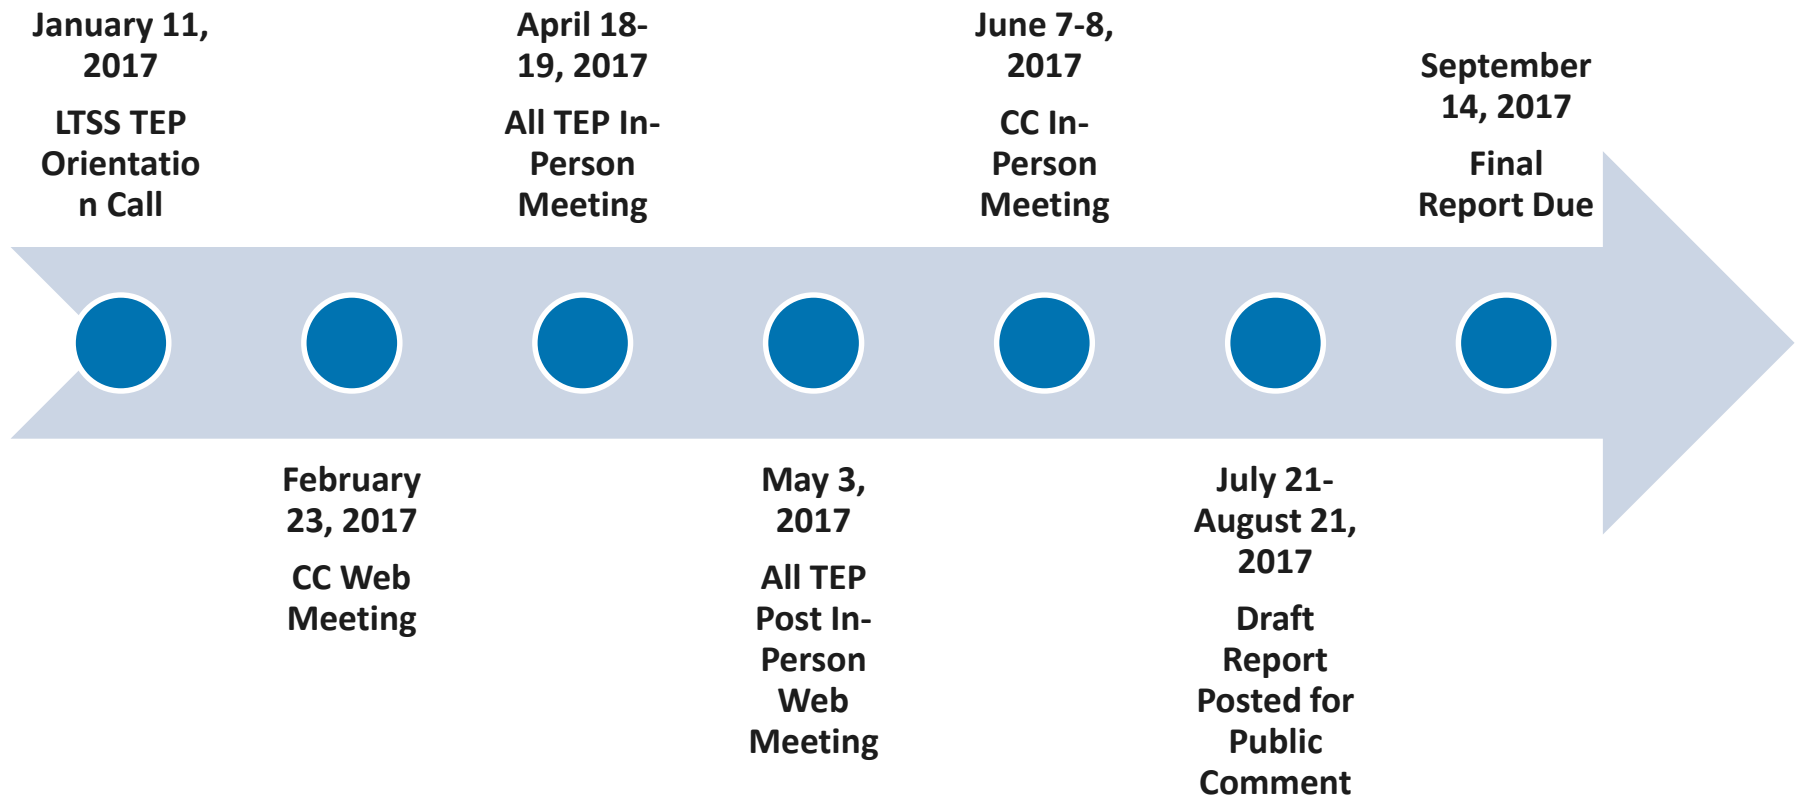 January 11,
2017
LTSS TEP
Orientatio
n Call
February
23, 2017
CC Web
Meeting
April 18-
19, 2017
All TEP In-
Person
Meeting
May 3,
2017
All TEP
Post In-
Person
Web
Meeting
June 7-8,
2017
CC In-
Person
Meeting
July 21-
August 21,
2017
Draft
Report
Posted for
Public
Comment
September
14, 2017
Final
Report Due